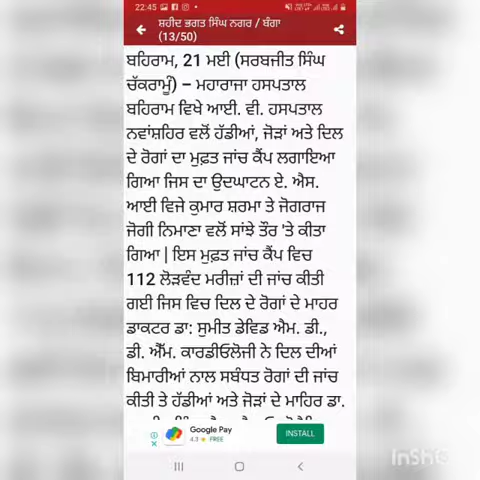 22:45
ਸ਼ਹੀਦ ਭਗਤ ਸਿੰਘ ਨਗਰ / ਬੰਗਾ
(13/50)
ਬਹਿਰਾਮ, 21 ਮਈ (ਸਰਬਜੀਤ ਸਿੰਘ
ਚੱਕਰਾਮੂੰ) – ਮਹਾਰਾਜਾ ਹਸਪਤਾਲ
ਬਹਿਰਾਮ ਵਿਖੇ ਆਈ. ਵੀ. ਹਸਪਤਾਲ
ਨਵਾਂਸ਼ਹਿਰ ਵਲੋਂ ਹੱਡੀਆਂ, ਜੋੜਾਂ ਅਤੇ ਦਿਲ
ਦੇ ਰੋਗਾਂ ਦਾ ਮੁਫ਼ਤ ਜਾਂਚ ਕੈਂਪ ਲਗਾਇਆ
ਗਿਆ ਜਿਸ ਦਾ ਉਦਘਾਟਨ ਏ. ਐਸ.
ਆਈ ਵਿਜੇ ਕੁਮਾਰ ਸ਼ਰਮਾ ਤੇ ਜੋਗਰਾਜ
ਜੋਗੀ ਨਿਮਾਣਾ ਵਲੋਂ ਸਾਂਝੇ ਤੌਰ 'ਤੇ ਕੀਤਾ
ਗਿਆ | ਇਸ ਮੁਫ਼ਤ ਜਾਂਚ ਕੈਂਪ ਵਿਚ
112 ਲੋੜਵੰਦ ਮਰੀਜ਼ਾਂ ਦੀ ਜਾਂਚ ਕੀਤੀ
ਗਈ ਜਿਸ ਵਿਚ ਦਿਲ ਦੇ ਰੋਗਾਂ ਦੇ ਮਾਹਰ
ਡਾਕਟਰ ਡਾ: ਸੁਮੀਤ ਡੇਵਿਡ ਐਮ. ਡੀ.,
ਡੀ. ਐੱਮ. ਕਾਰਡੀਓਲੋਜੀ ਨੇ ਦਿਲ ਦੀਆਂ
ਬਿਮਾਰੀਆਂ ਨਾਲ ਸਬੰਧਤ ਰੋਗਾਂ ਦੀ ਜਾਂਚ
ਕੀਤੀ ਤੇ ਹੱਡੀਆਂ ਅਤੇ ਜੋੜਾਂ ਦੇ ਮਾਹਿਰ ਡਾ.
Google Pay
4.3 ★ FREE
INSTALL
InSho